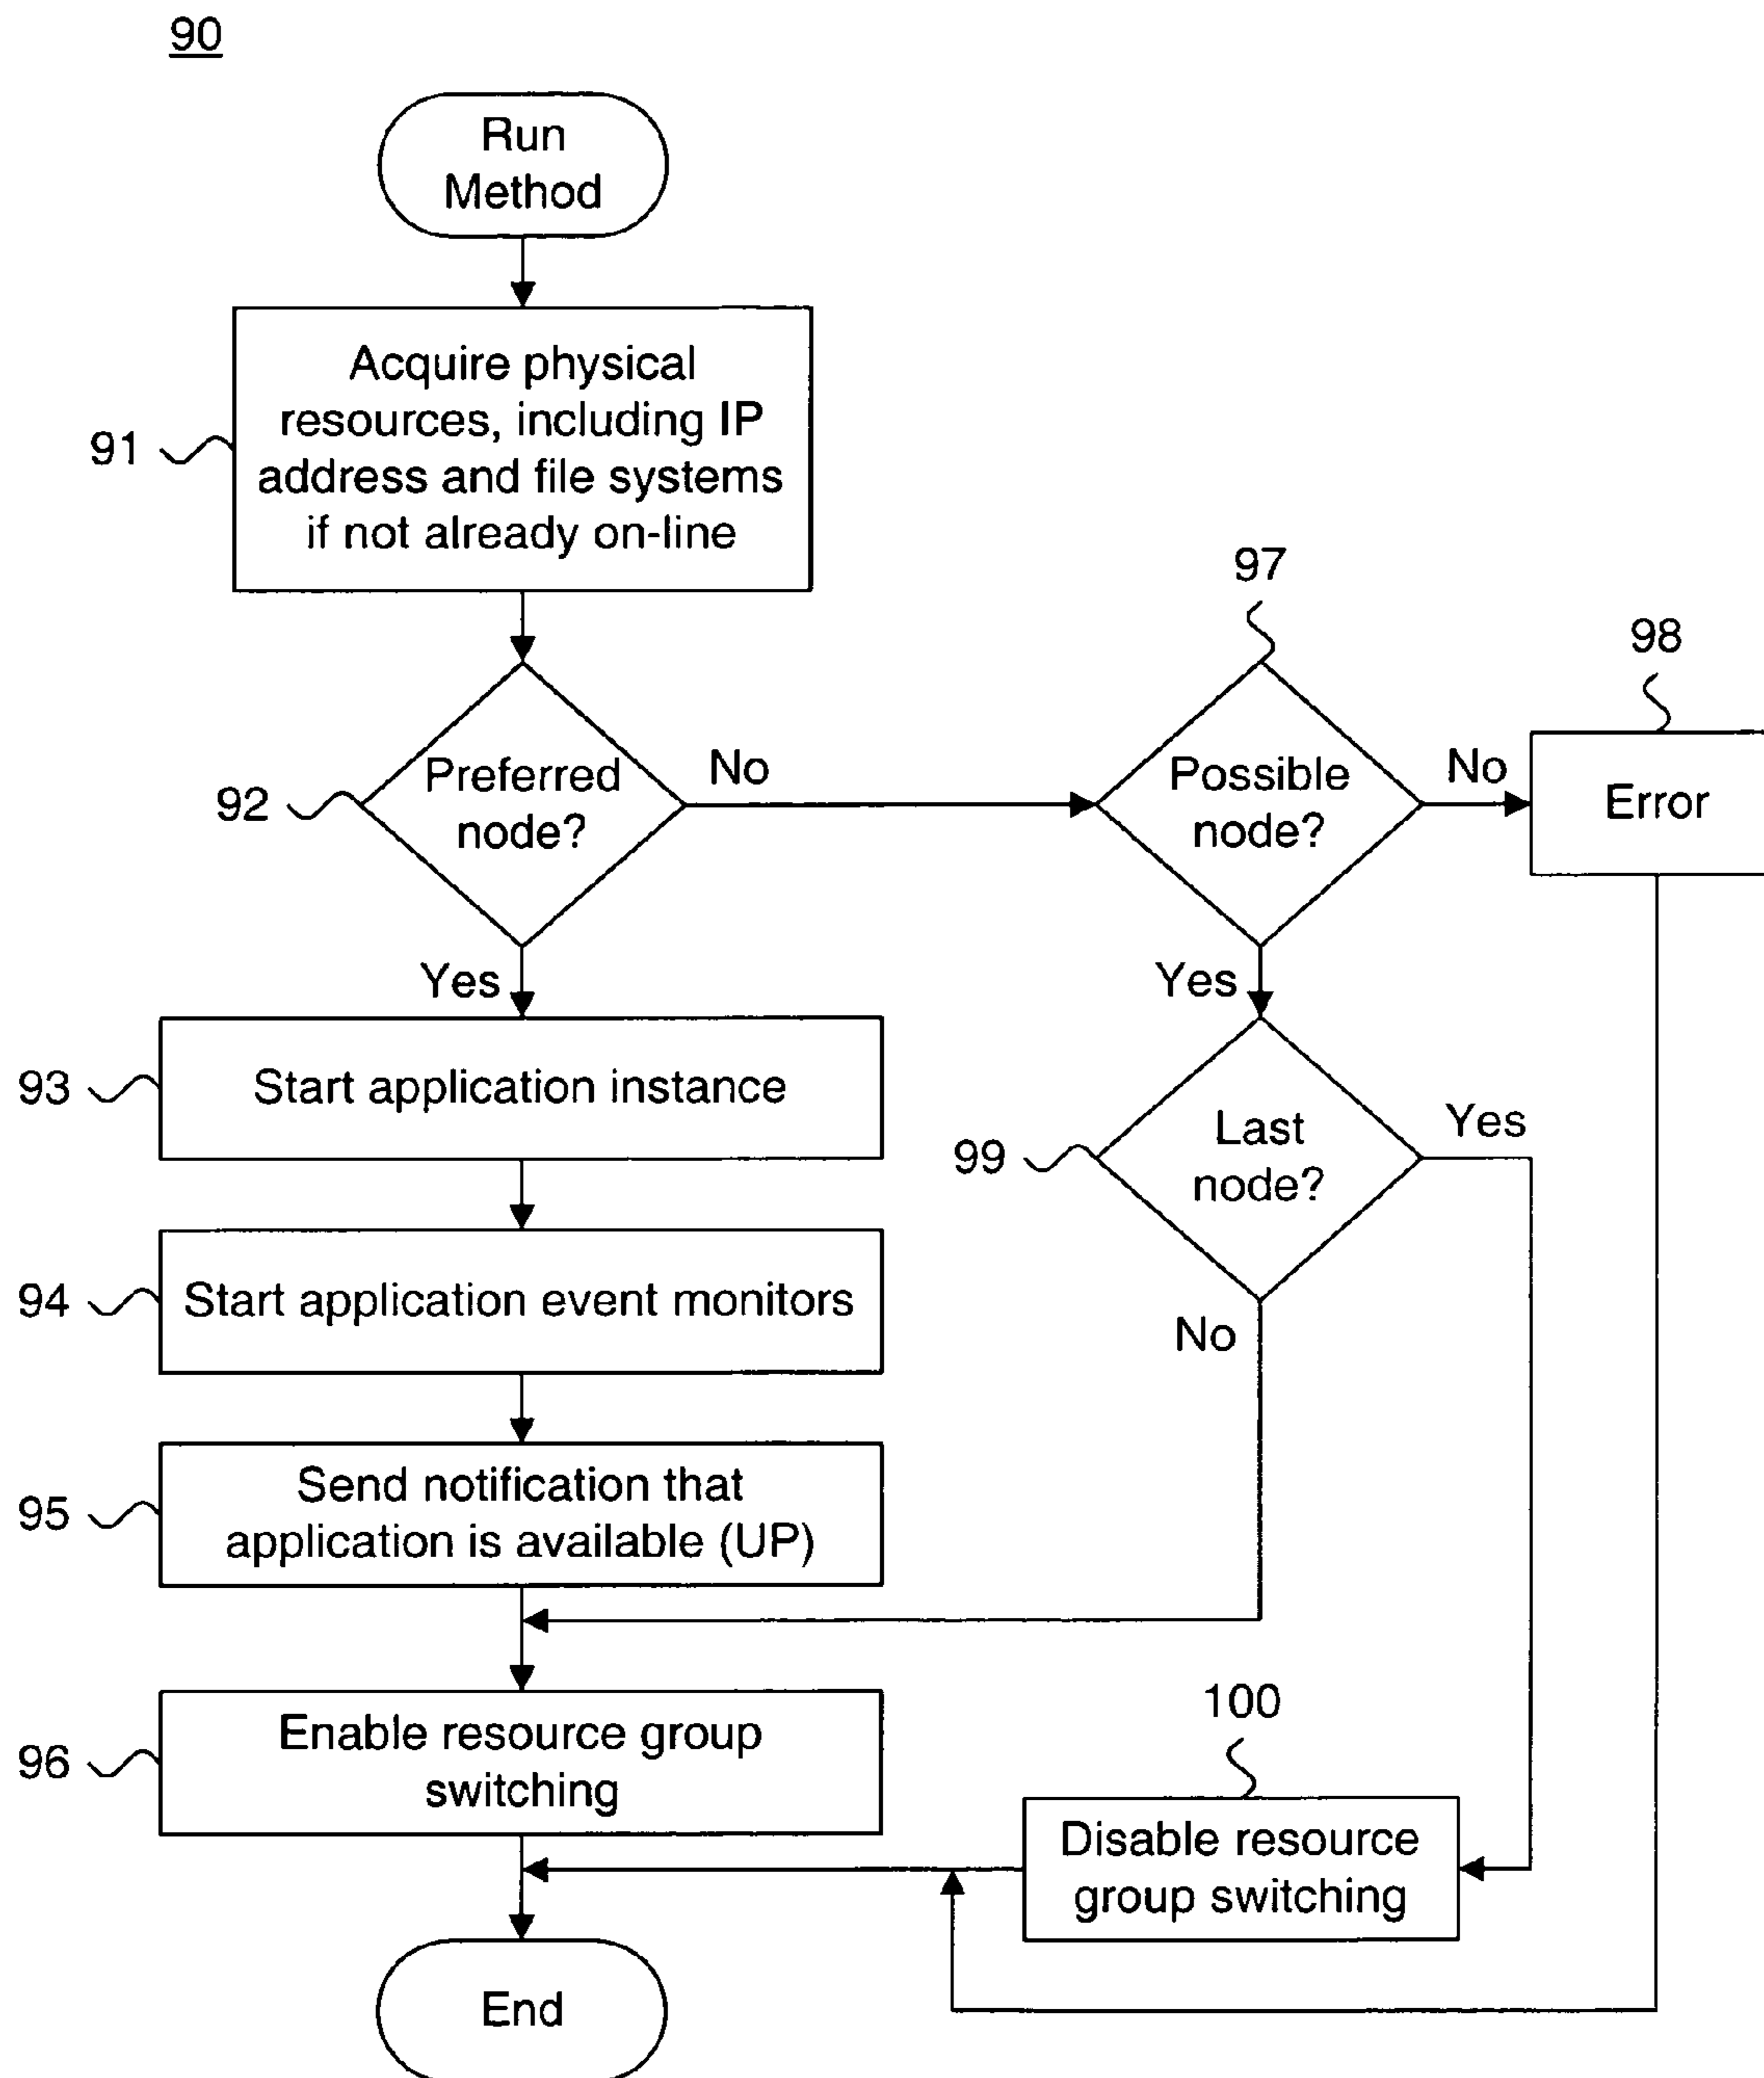 90
Run
Method
91
Acquire physical
resources, including IP
address and file systems
if not already on-line
97
98
92
Preferred
node?
No
Possible
node?
No
Error
Yes
Yes
93
Start application instance
99
Last
node?
Yes
94
Start application event monitors
No
95
Send notification that
application is available (UP)
96
Enable resource group
switching
100
Disable resource
group switching
End